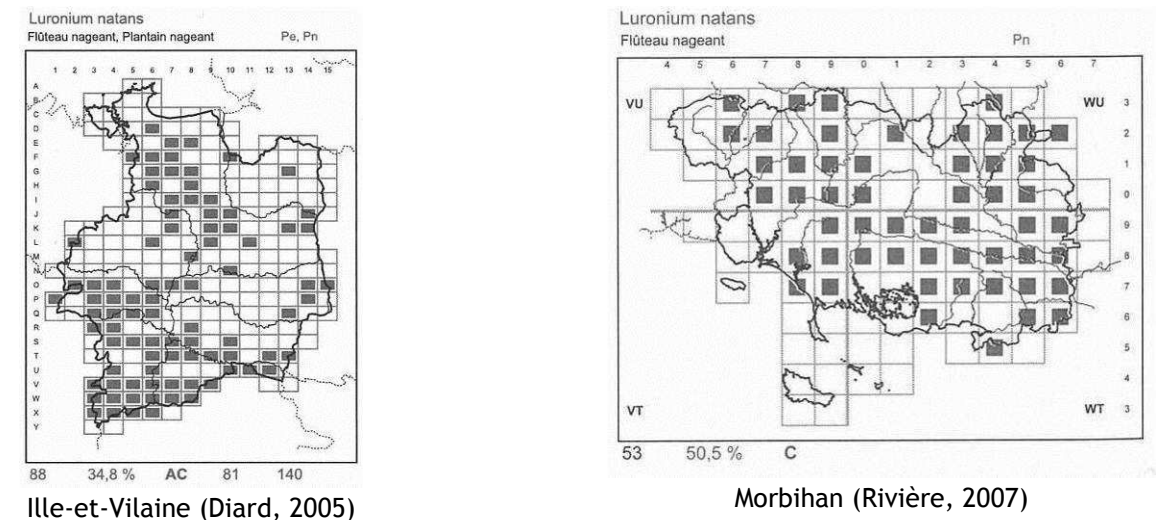 Luronium natans
Flûteau nageant, Plantain nageant Pe, Pn
1 2 3 4 5 6 7 8 9 10 11 12 13 14 15
A
B
C
D
E
F
G
H
I
J
K
L
M
N
O
P
Q
R
S
T
U
V
W
X
Y
88 34,8 % AC 81 140
Ille-et-Vilaine (Diard, 2005)
Luronium natans
Flûteau nageant Pn
4 5 6 7 8 9 0 1 2 3 4 5 6 7
VU WU 3
2
1
0
9
8
7
6
5
4
VT WT 3
53 50,5 % C
Morbihan (Rivière, 2007)